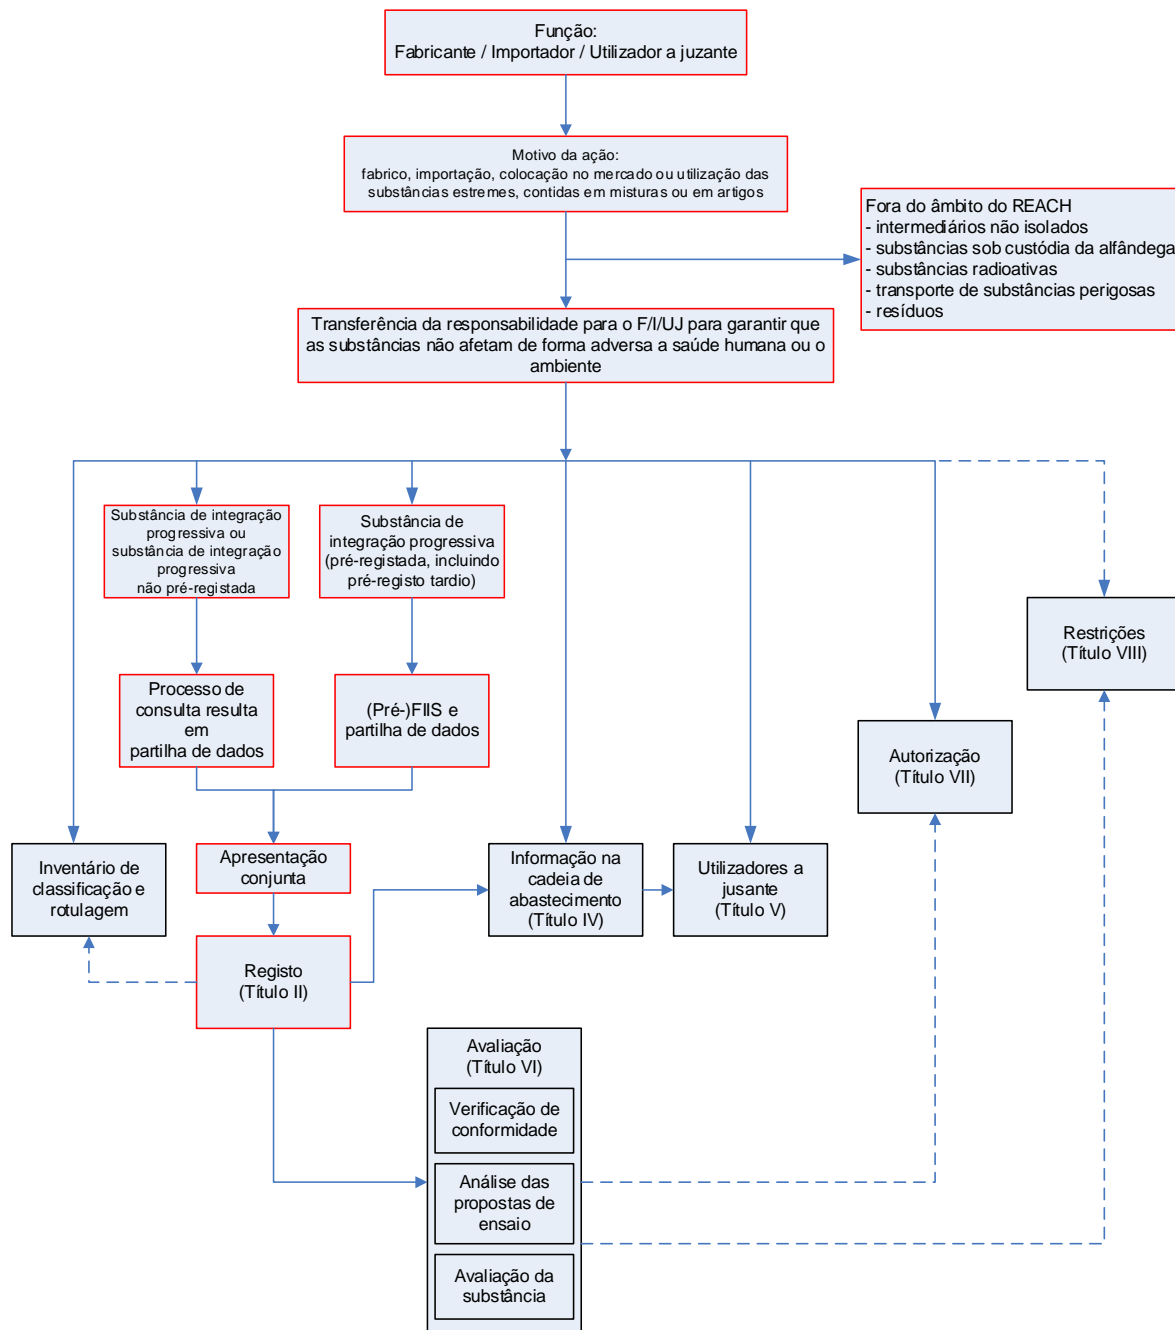 Função:
Fabricante / Importador / Utilizador a juzante
Motivo da ação:
fabrico, importação, colocação no mercado ou utilização das
substâncias estremes, contidas em misturas ou em artigos
Fora do âmbito do REACH
- intermediários não isolados
- substâncias sob custódia da alfândega
- substâncias radioativas
- transporte de substâncias perigosas
- resíduos
Transferência da responsabilidade para o F/I/UJ para garantir que
as substâncias não afetam de forma adversa a saúde humana ou o
ambiente
Substância de integração
progressiva ou
substância de integração
progressiva
não pré-registada
Substância de
integração progressiva
(pré-registada, incluindo
pré-registo tardio)
Restrições
(Título VIII)
Processo de
consulta resulta
em
partilha de dados
(Pré-)FIIS e
partilha de dados
Autorização
(Título VII)
Inventário de
classificação e
rotulagem
Apresentação
conjunta
Informação na
cadeia de
abastecimento
(Título IV)
Utilizadores a
jusante
(Título V)
Registo
(Título II)
Avaliação
(Título VI)
Verificação de
conformidade
Análise das
propostas de
ensaio
Avaliação da
substância